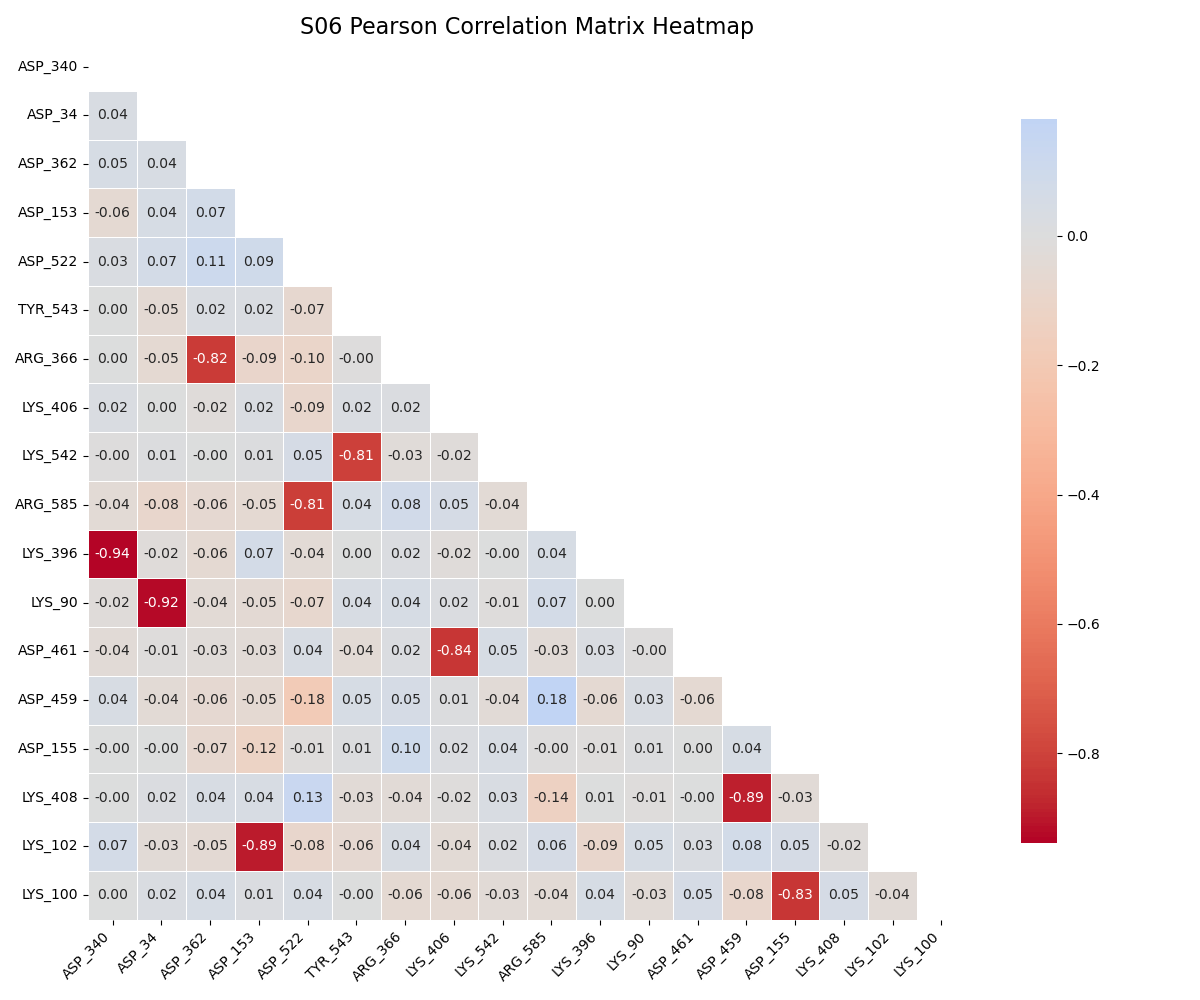 S06 Pearson Correlation Matrix Heatmap
ASP_340
ASP_34 0.04
ASP_362 0.05 0.04
ASP_153 -0.06 0.04 0.07
ASP_522 0.03 0.07 0.11 0.09
TYR_543 0.00 -0.05 0.02 0.02 -0.07
ARG_366 0.00 -0.05 -0.82 -0.09 -0.10 -0.00
LYS_406 0.02 0.00 -0.02 0.02 -0.09 0.02 0.02
LYS_542 -0.00 0.01 -0.00 0.01 0.05 -0.81 -0.03 -0.02
ARG_585 -0.04 -0.08 -0.06 -0.05 -0.81 0.04 0.08 0.05 -0.04
LYS_396 -0.94 -0.02 -0.06 0.07 -0.04 0.00 0.02 -0.02 -0.00 0.04
LYS_90 -0.02 -0.92 -0.04 -0.05 -0.07 0.04 0.04 0.02 -0.01 0.07 0.00
ASP_461 -0.04 -0.01 -0.03 -0.03 0.04 -0.04 0.02 -0.84 0.05 -0.03 0.03 -0.00
ASP_459 0.04 -0.04 -0.06 -0.05 -0.18 0.05 0.05 0.01 -0.04 0.18 -0.06 0.03 -0.06
ASP_155 -0.00 -0.00 -0.07 -0.12 -0.01 0.01 0.10 0.02 0.04 -0.00 -0.01 0.01 0.00 0.04
LYS_408 -0.00 0.02 0.04 0.04 0.13 -0.03 -0.04 -0.02 0.03 -0.14 0.01 -0.01 -0.00 -0.89 -0.03
LYS_102 0.07 -0.03 -0.05 -0.89 -0.08 -0.06 0.04 -0.04 0.02 0.06 -0.09 0.05 0.03 0.08 0.05 -0.02
LYS_100 0.00 0.02 0.04 0.01 0.04 -0.00 -0.06 -0.06 -0.03 -0.04 0.04 -0.03 0.05 -0.08 -0.83 0.05 -0.04
ASP_340 ASP_34 ASP_362 ASP_153 ASP_522 TYR_543 ARG_366 LYS_406 LYS_542 ARG_585 LYS_396 LYS_90 ASP_461 ASP_459 ASP_155 LYS_408 LYS_102 LYS_100
0.0
−0.2
−0.4
−0.6
−0.8